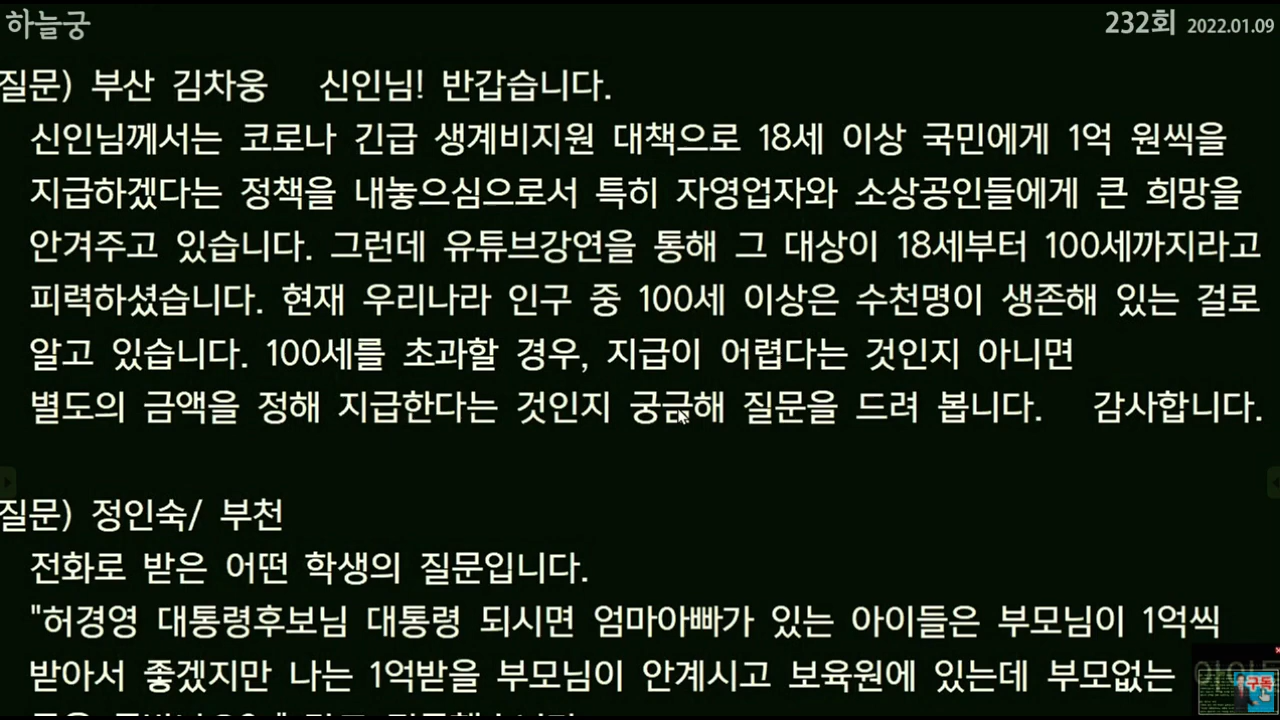 하늘궁
232회 2022.01.09
질문) 부산 김차웅 신인님! 반갑습니다.
신인님께서는 코로나 긴급 생계비지원 대책으로 18세 이상 국민에게 1억 원씩을
지급하겠다는 정책을 내놓으심으로서 특히 자영업자와 소상공인들에게 큰 희망을
안겨주고 있습니다. 그런데 유튜브강연을 통해 그 대상이 18세부터 100세까지라고
피력하셨습니다. 현재 우리나라 인구 중 100세 이상은 수천명이 생존해 있는 걸로
알고 있습니다. 100세를 초과할 경우, 지급이 어렵다는 것인지 아니면
별도의 금액을 정해 지급한다는 것인지 궁금해 질문을 드려 봅니다. 감사합니다.
질문) 정인숙/ 부천
전화로 받은 어떤 학생의 질문입니다.
"허경영 대통령후보님 대통령 되시면 엄마아빠가 있는 아이들은 부모님이 1억씩
받아서 좋겠지만 나는 1억받을 부모님이 안계시고 보육원에 있는데 부모없는
구독